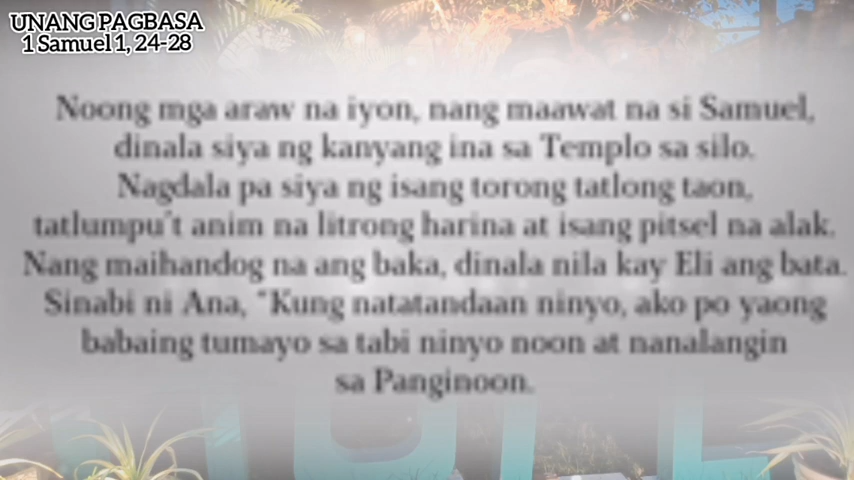 UNANG PAGBASA
1 Samuel 1, 24-28
Noong mga araw na iyon, nang maawat na si Samuel,
dinala siya ng kanyang ina sa Templo sa silo.
Nagdala pa siya ng isang torong tatlong taon,
tatlumpu't anim na litrong harina at isang pitsel na alak.
Nang maihandog na ang baka, dinala nila kay Eli ang bata.
Sinabi ni Ana, "Kung natatandaan ninyo, ako po yaong
babaing tumayo sa tabi ninyo noon at nanalangin
sa Panginoon.